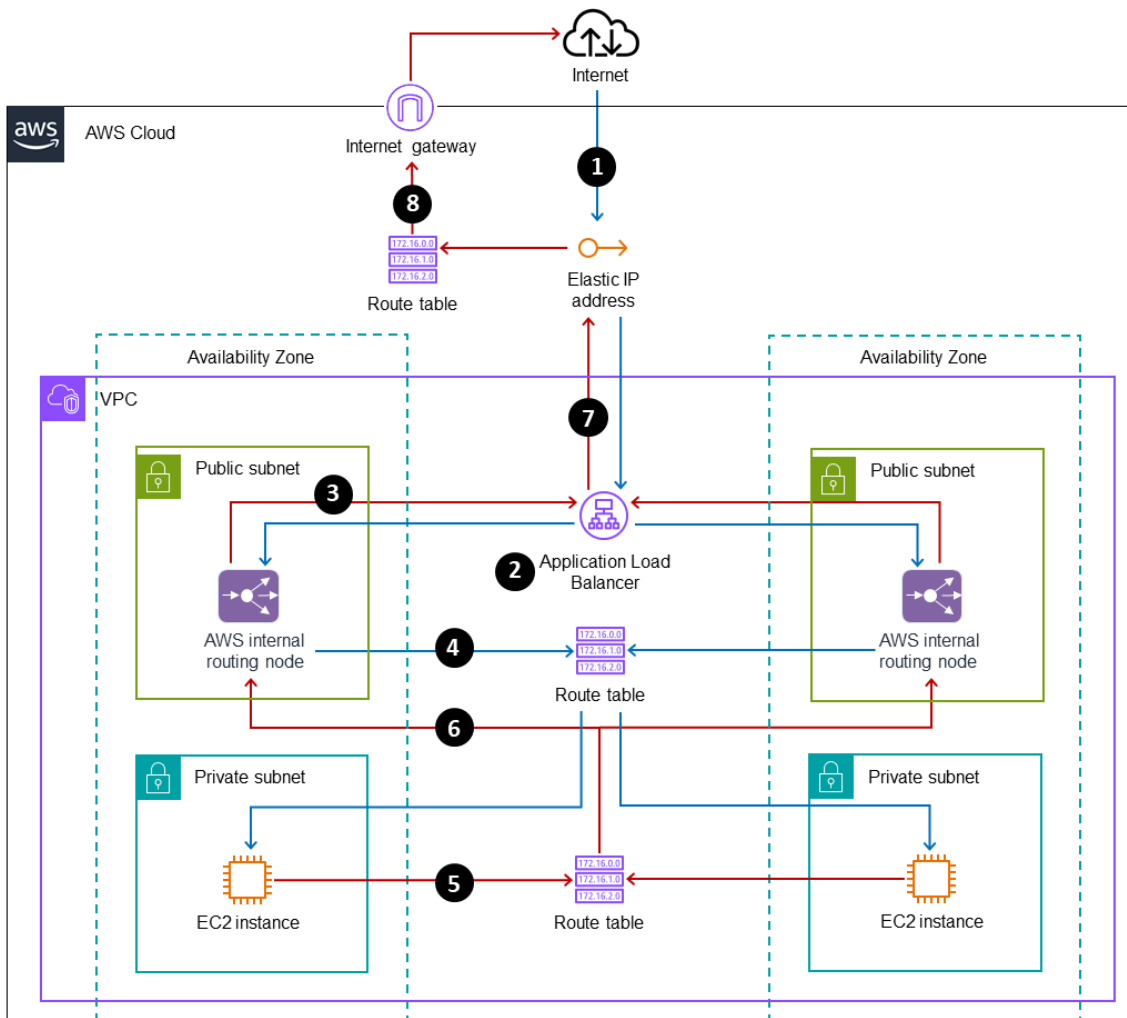 Internet
aws
AWS Cloud
Internet gateway
1
8
172.16.0.0
172.16.1.0
172.16.2.0
Route table
Elastic IP
address
Availability Zone
Availability Zone
VPC
7
Public subnet
Public subnet
3
2
Application Load
Balancer
AWS internal
routing node
4
172.16.0.0
172.16.1.0
172.16.2.0
Route table
AWS internal
routing node
6
Private subnet
Private subnet
5
172.16.0.0
172.16.1.0
172.16.2.0
EC2 instance
Route table
EC2 instance